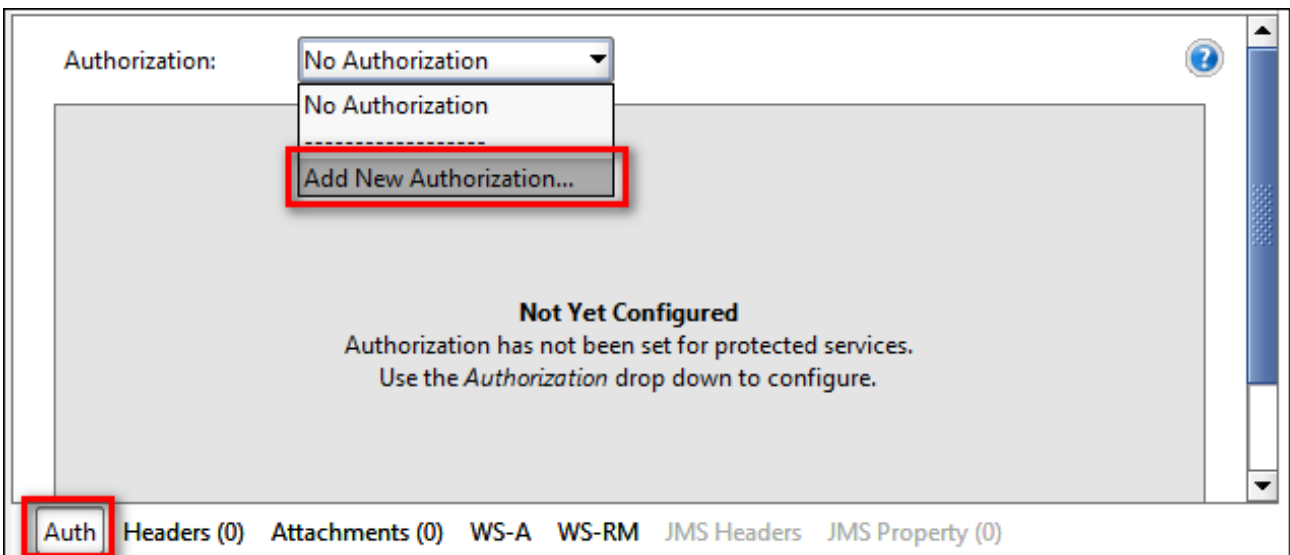 Authorization: No Authorization
No Authorization
------------------
Add New Authorization...
Not Yet Configured
Authorization has not been set for protected services.
Use the Authorization drop down to configure.
Auth Headers (0) Attachments (0) WS-A WS-RM JMS Headers JMS Property (0)